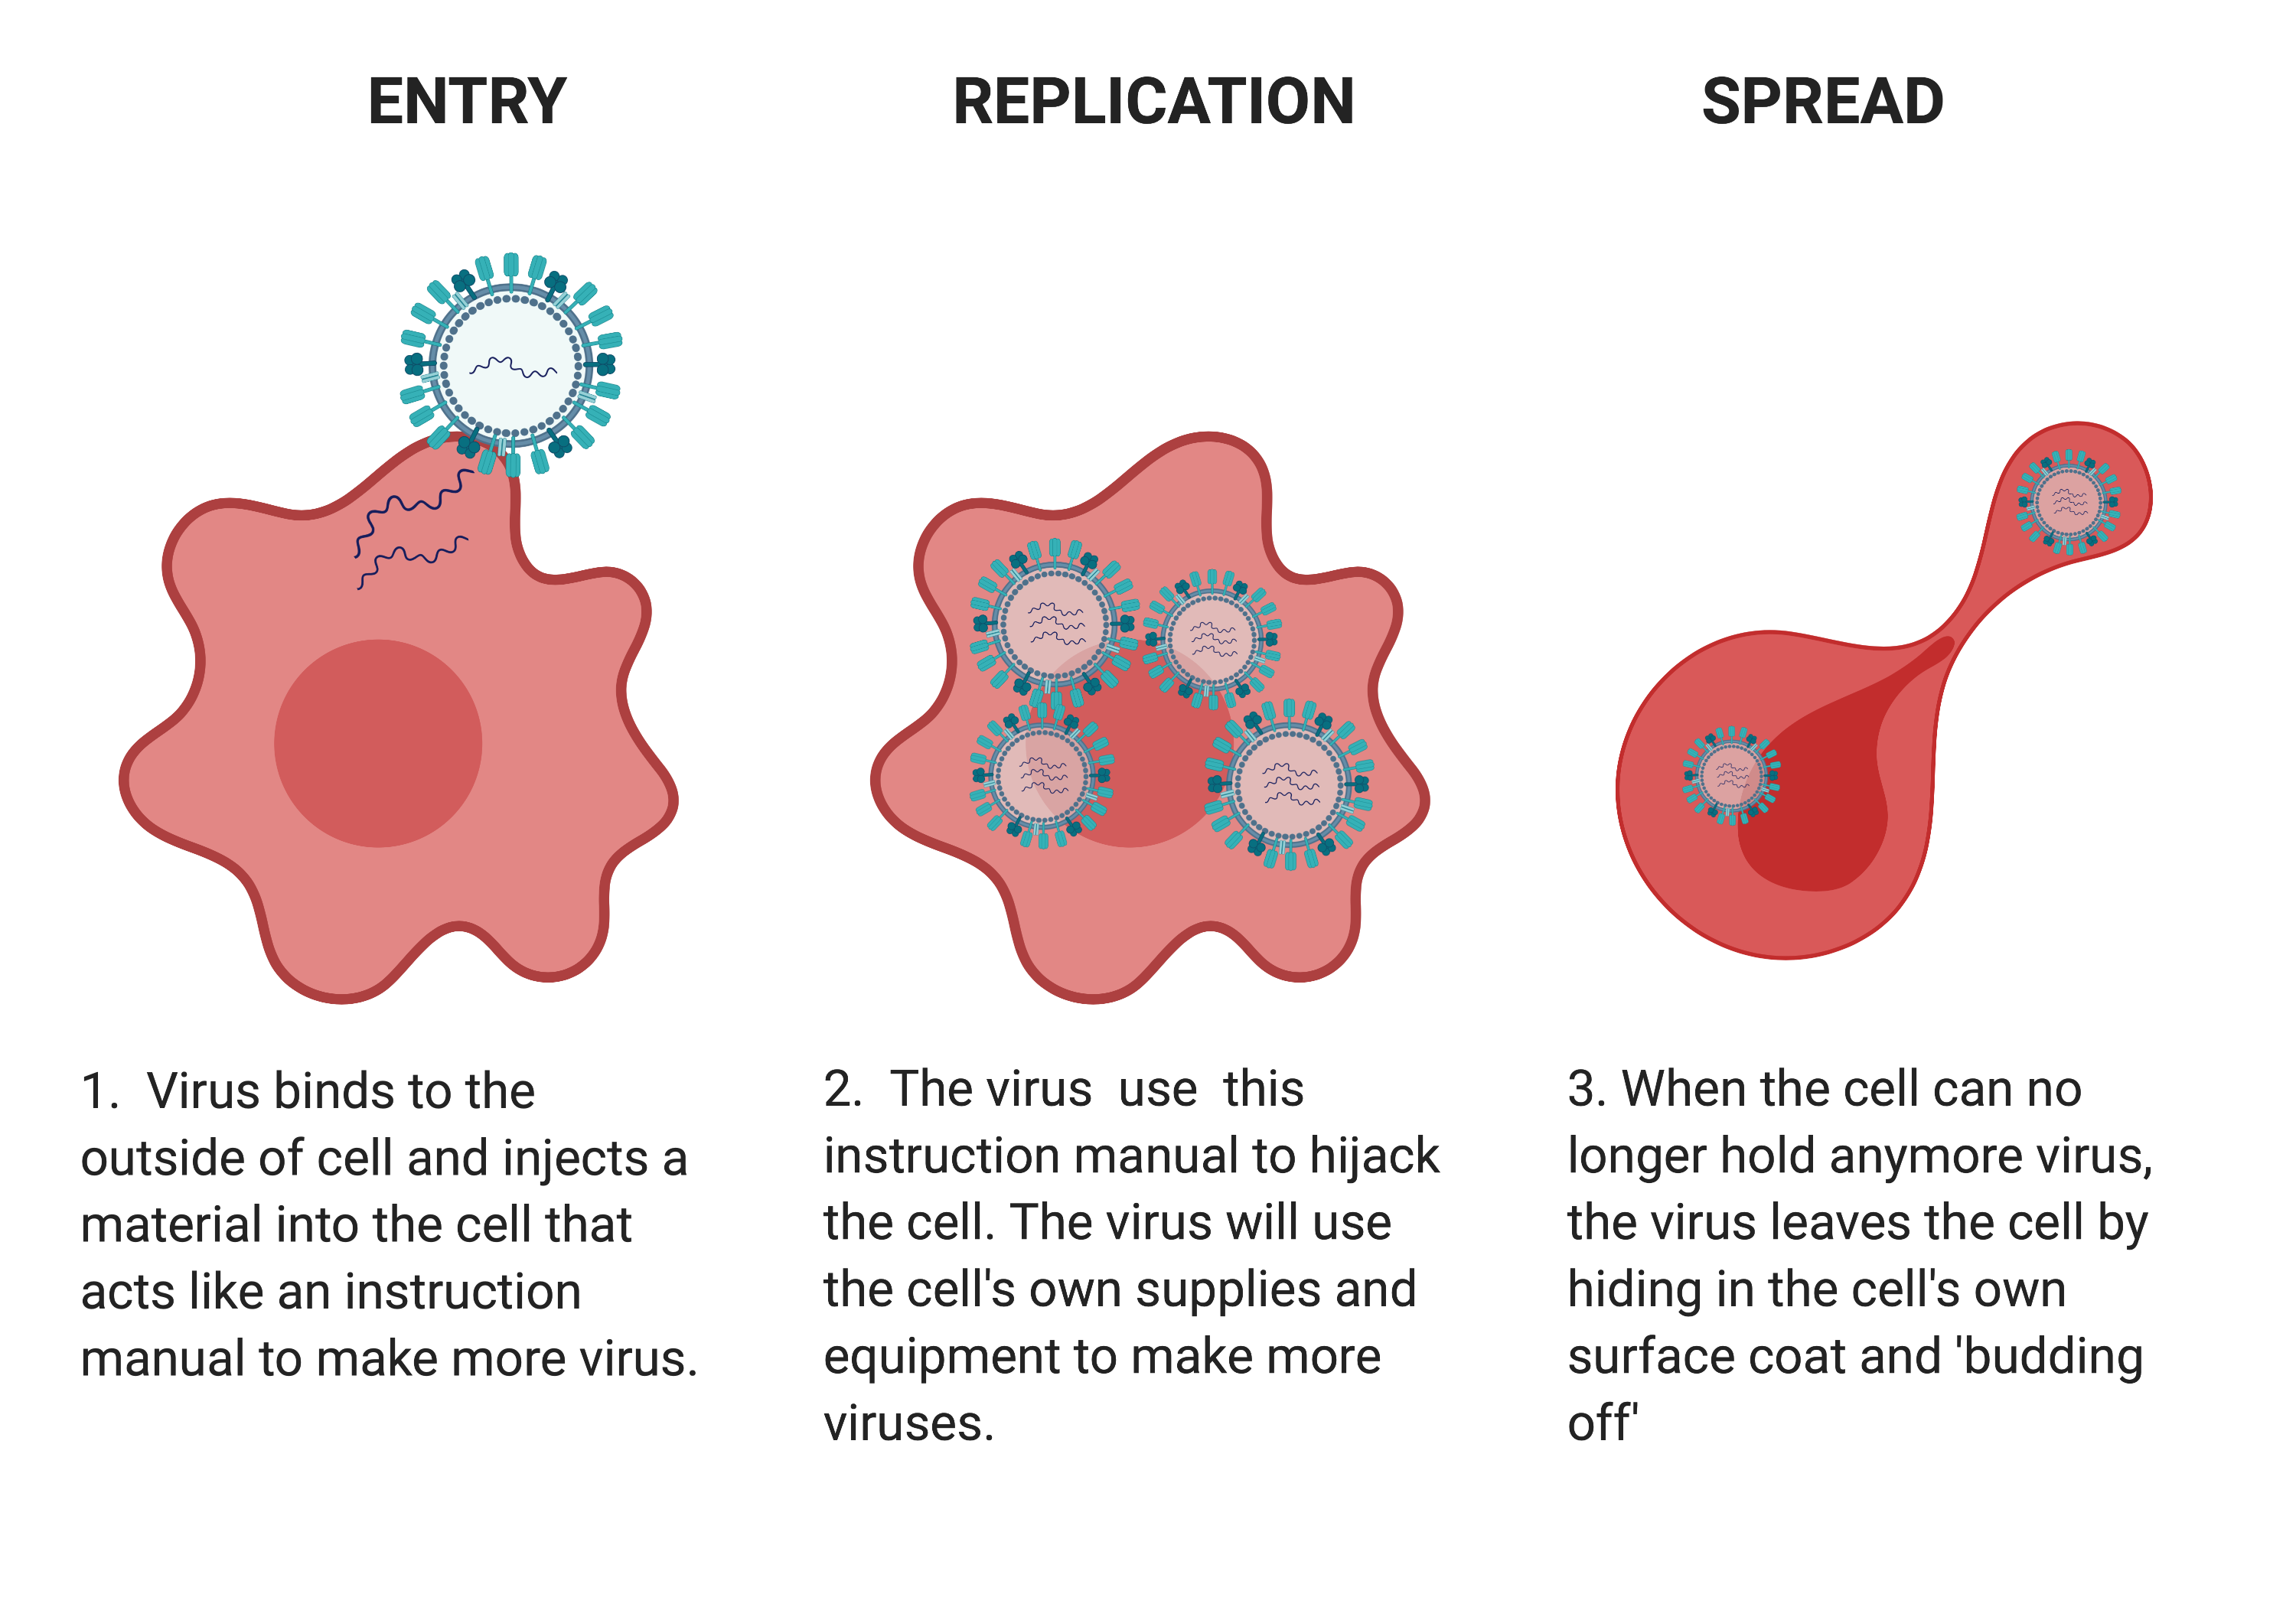 ENTRY
REPLICATION
SPREAD
1. Virus binds to the
outside of cell and injects a
material into the cell that
acts like an instruction
manual to make more virus.
2. The virus use this
instruction manual to hijack
the cell. The virus will use
the cell's own supplies and
equipment to make more
viruses.
3. When the cell can no
longer hold anymore virus,
the virus leaves the cell by
hiding in the cell's own
surface coat and 'budding
off'